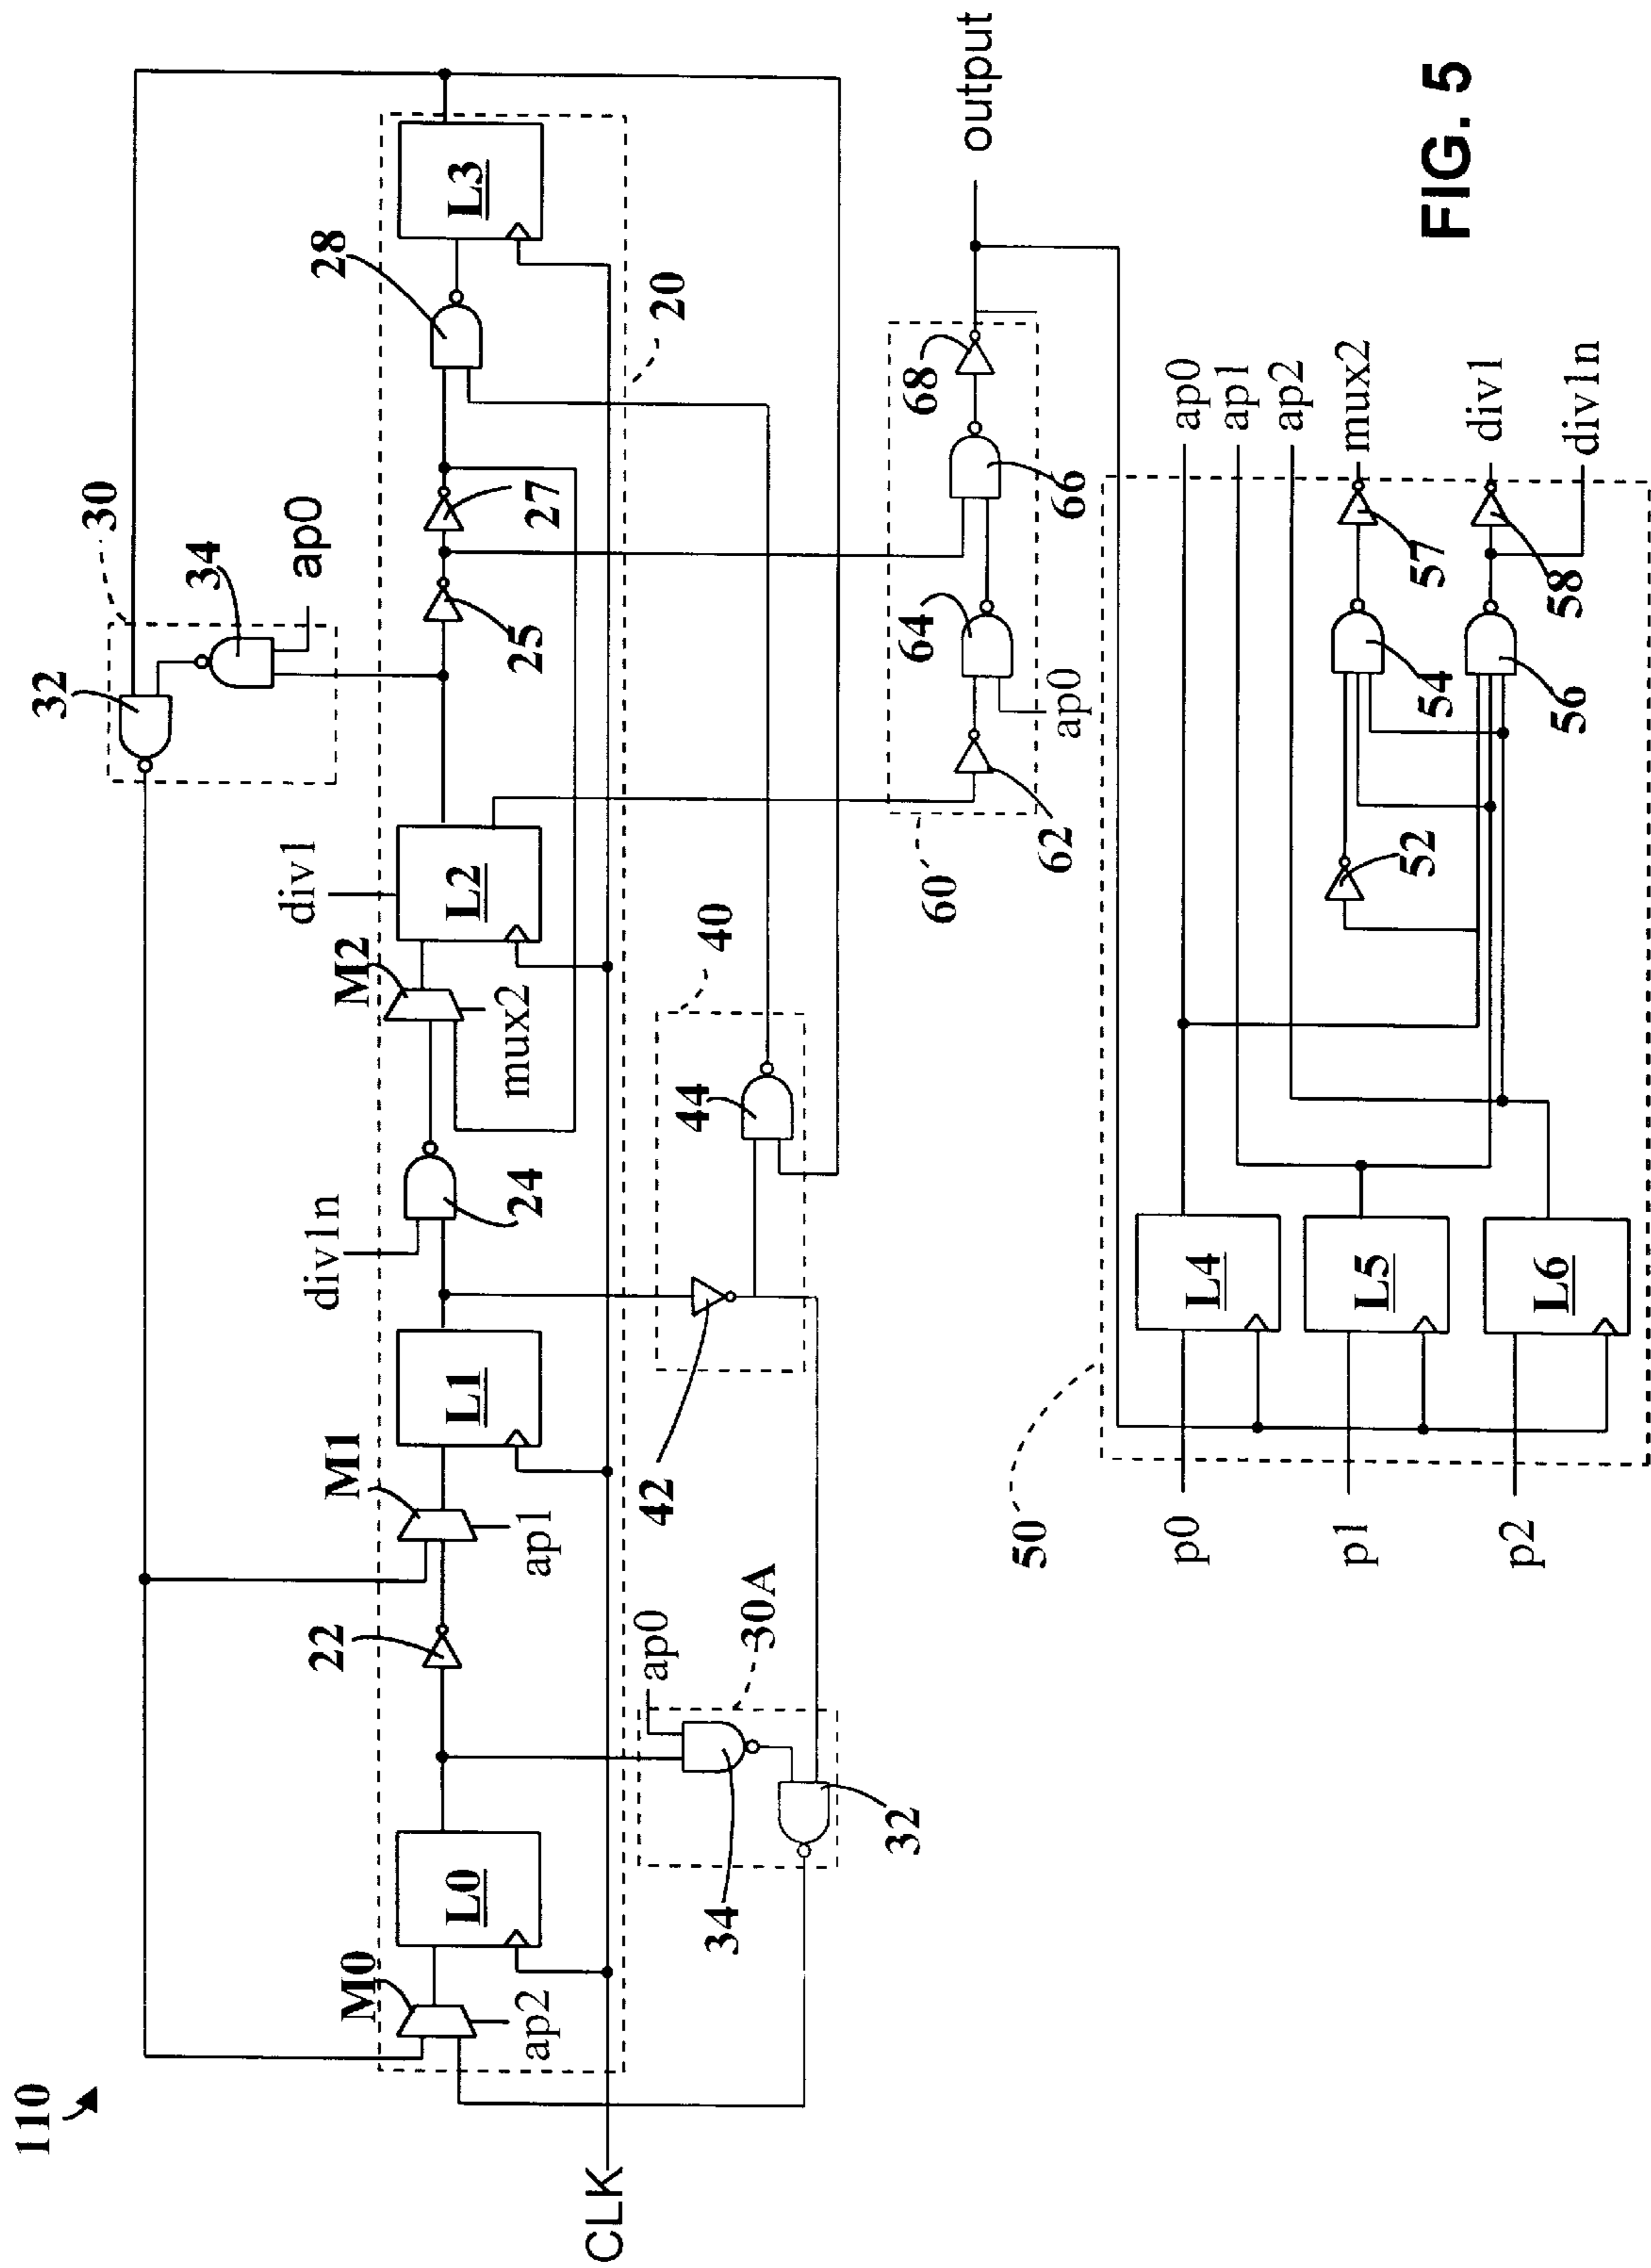 110
CLK
M0
ap2
L0
22
M1
ap1
L1
div1n
24
M2
mux2
div1
L2
25
27
28
L3
20
32
34
30
ap0
34
32
ap0
30A
42
44
40
60
62
64
ap0
66
68
output
50
p0
p1
p2
L4
L5
L6
52
54
56
57
58
ap0
ap1
ap2
mux2
div1
div1n
FIG. 5